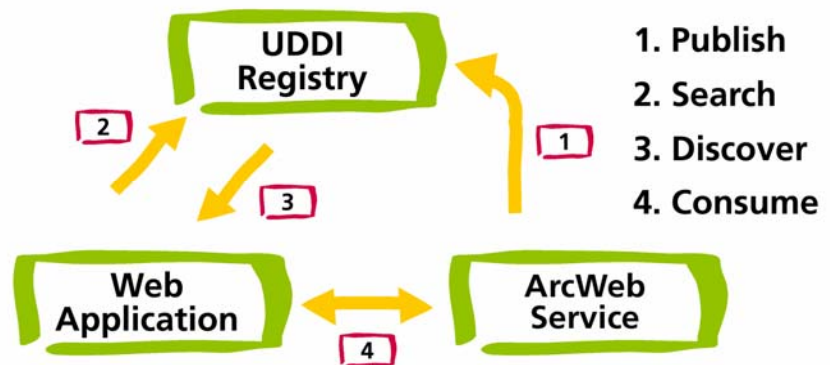 UDDI
Registry
1. Publish
2. Search
3. Discover
4. Consume
2
1
3
Web
Application
ArcWeb
Service
4